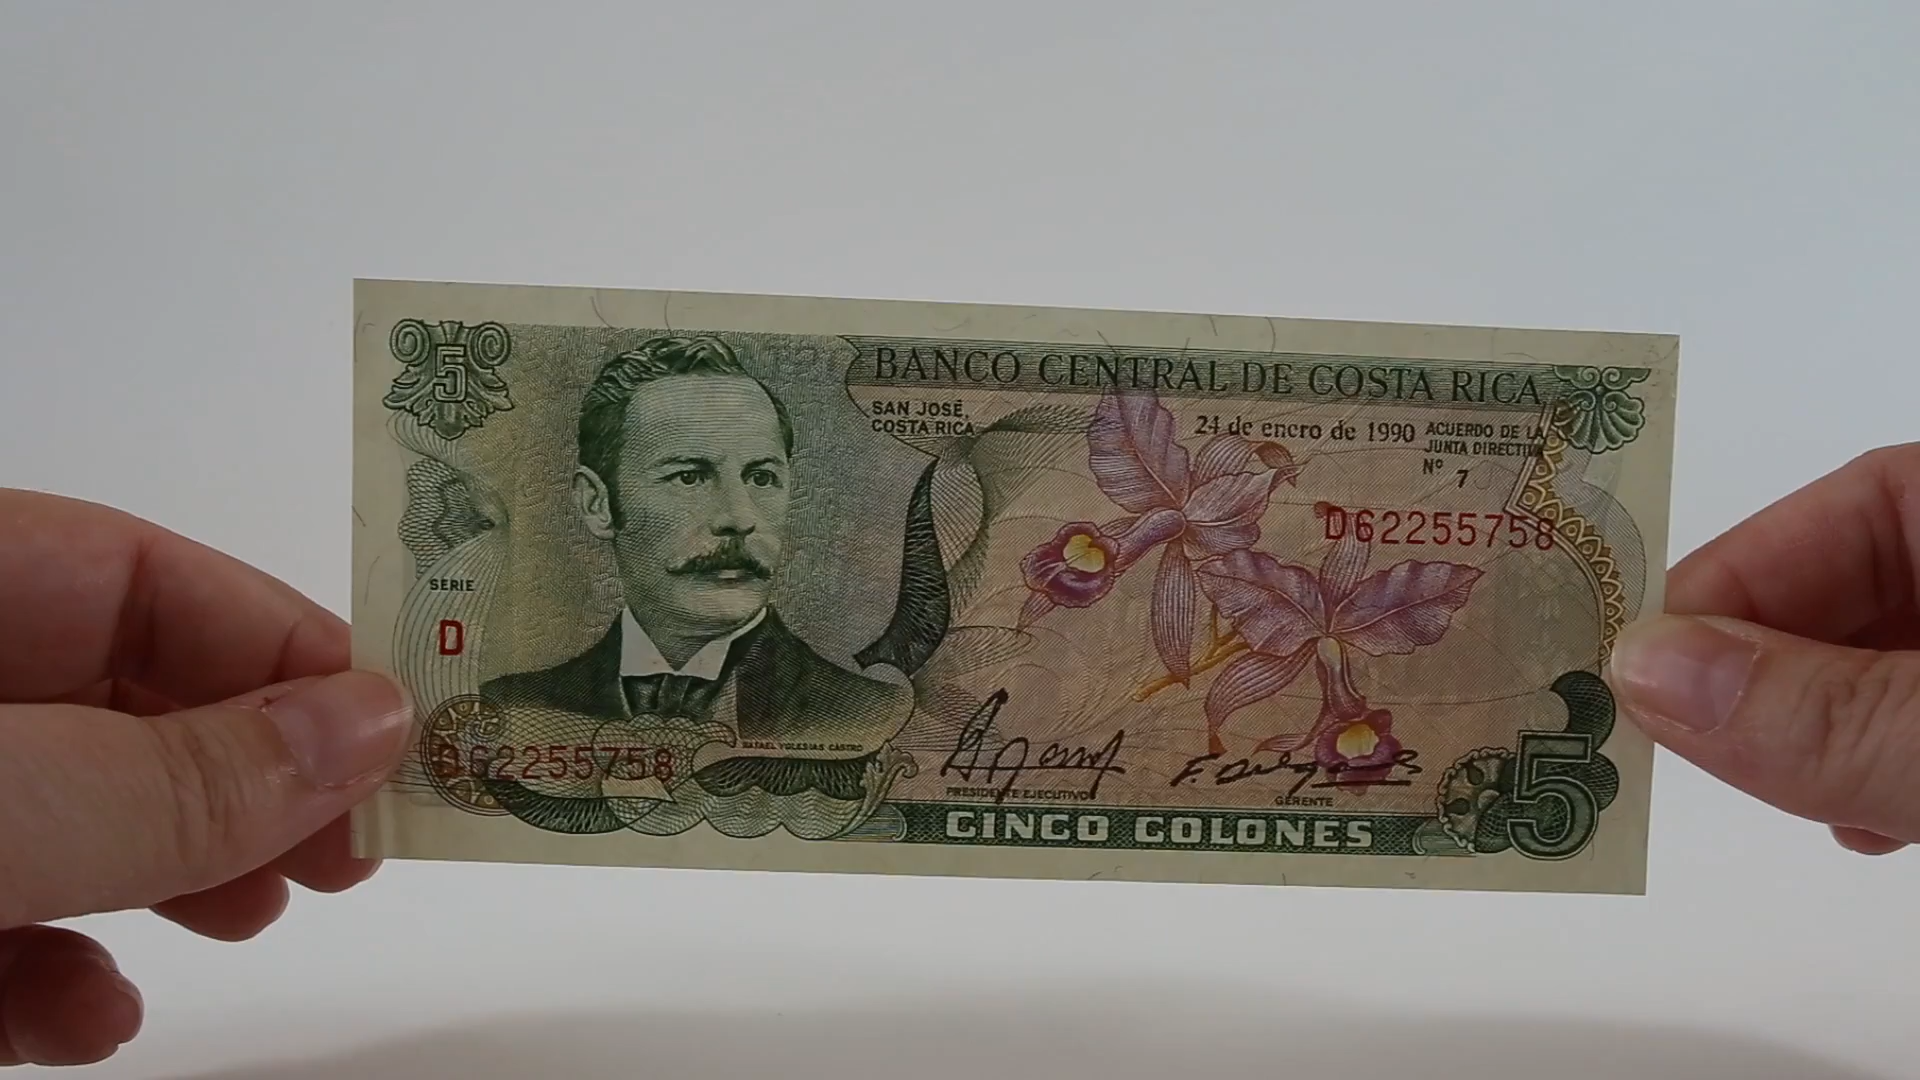 5
BANCO CENTRAL DE COSTA RICA
SAN JOSÉ,
COSTA RICA
24 de enero de 1990
ACUERDO DE LA
JUNTA DIRECTIVA
Nº 7
D62255758
SERIE
D
D62255758
RAFAEL YGLESIAS CASTRO
PRESIDENTE EJECUTIVO
GERENTE
CINCO COLONES
5